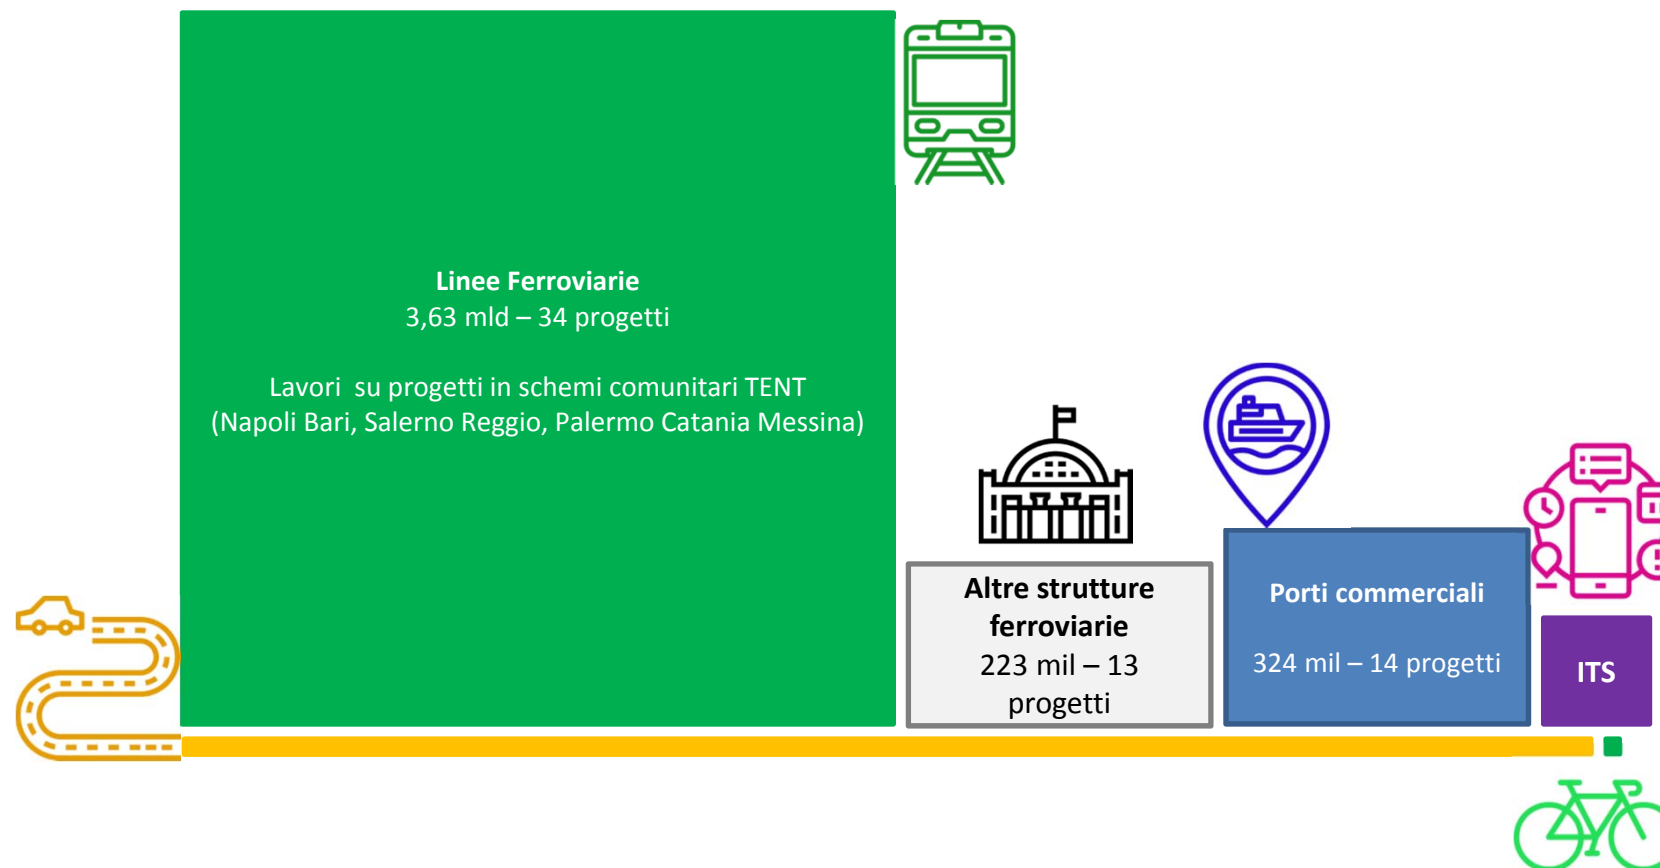 Linee Ferroviarie
3,63 mld – 34 progetti
Lavori  su progetti in schemi comunitari TENT
(Napoli Bari, Salerno Reggio, Palermo Catania Messina)
Altre strutture
ferroviarie
223 mil – 13
progetti
Porti commerciali
324 mil – 14 progetti
ITS